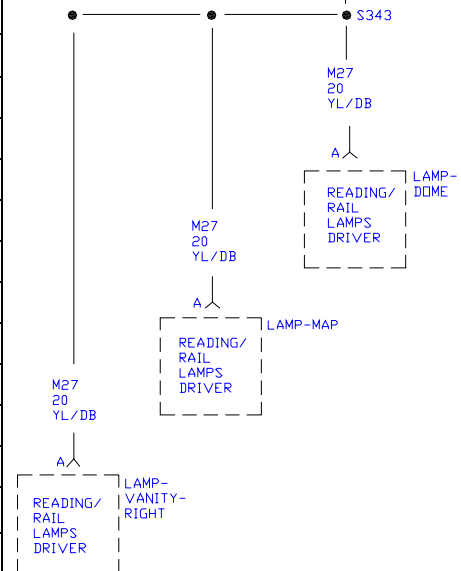 S343
M27
20
YL/DB
A
LAMP-
DOME
READING/
RAIL
LAMPS
DRIVER
M27
20
YL/DB
A
LAMP-MAP
READING/
RAIL
LAMPS
DRIVER
M27
20
YL/DB
A
LAMP-
VANITY-
RIGHT
READING/
RAIL
LAMPS
DRIVER